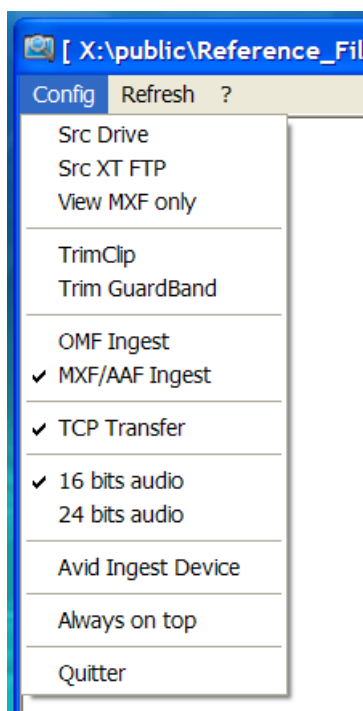 [ X:\public\Reference_Fil
Config Refresh ?
Src Drive
Src XT FTP
View MXF only
TrimClip
Trim GuardBand
OMF Ingest
MXF/AAF Ingest
TCP Transfer
16 bits audio
24 bits audio
Avid Ingest Device
Always on top
Quitter